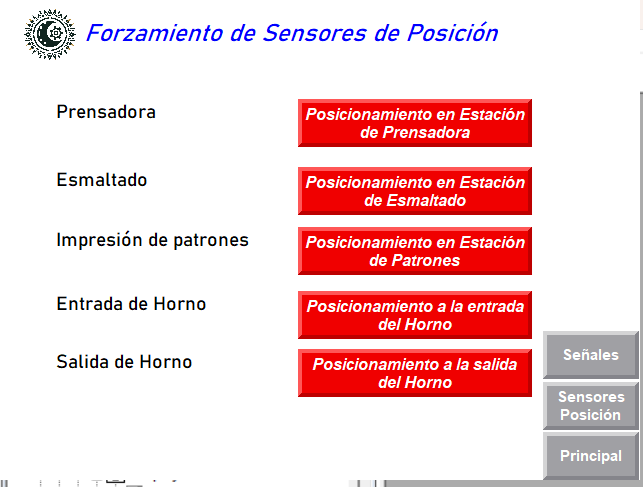 Forzamiento de Sensores de Posición
Prensadora
Posicionamiento en Estación
de Prensadora
Esmaltado
Posicionamiento en Estación
de Esmaltado
Impresión de patrones
Posicionamiento en Estación
de Patrones
Entrada de Horno
Posicionamiento a la entrada
del Horno
Salida de Horno
Posicionamiento a la salida
del Horno
Señales
Sensores
Posición
Principal